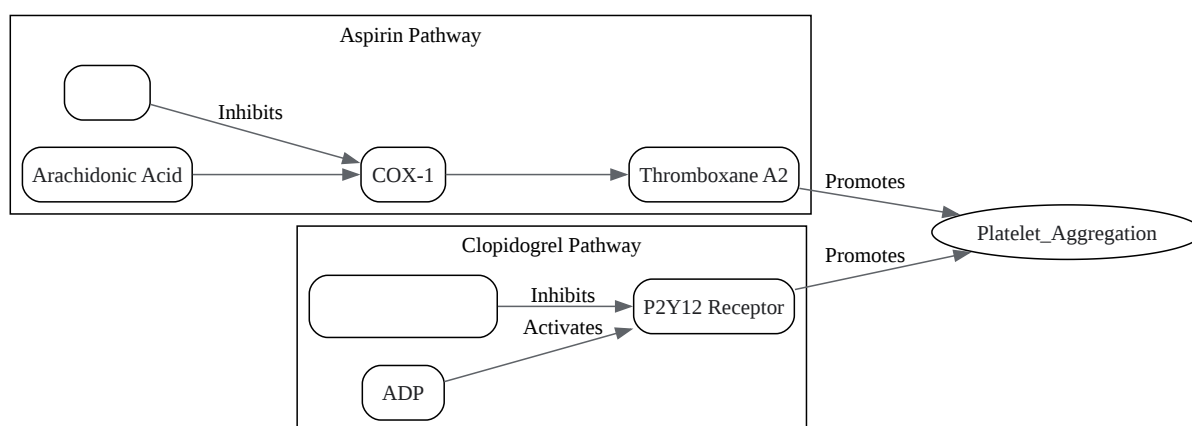 Aspirin Pathway
Inhibits
Arachidonic Acid
COX-1
Thromboxane A2
Promotes
Platelet_Aggregation
Clopidogrel Pathway
Promotes
Inhibits
P2Y12 Receptor
Activates
ADP